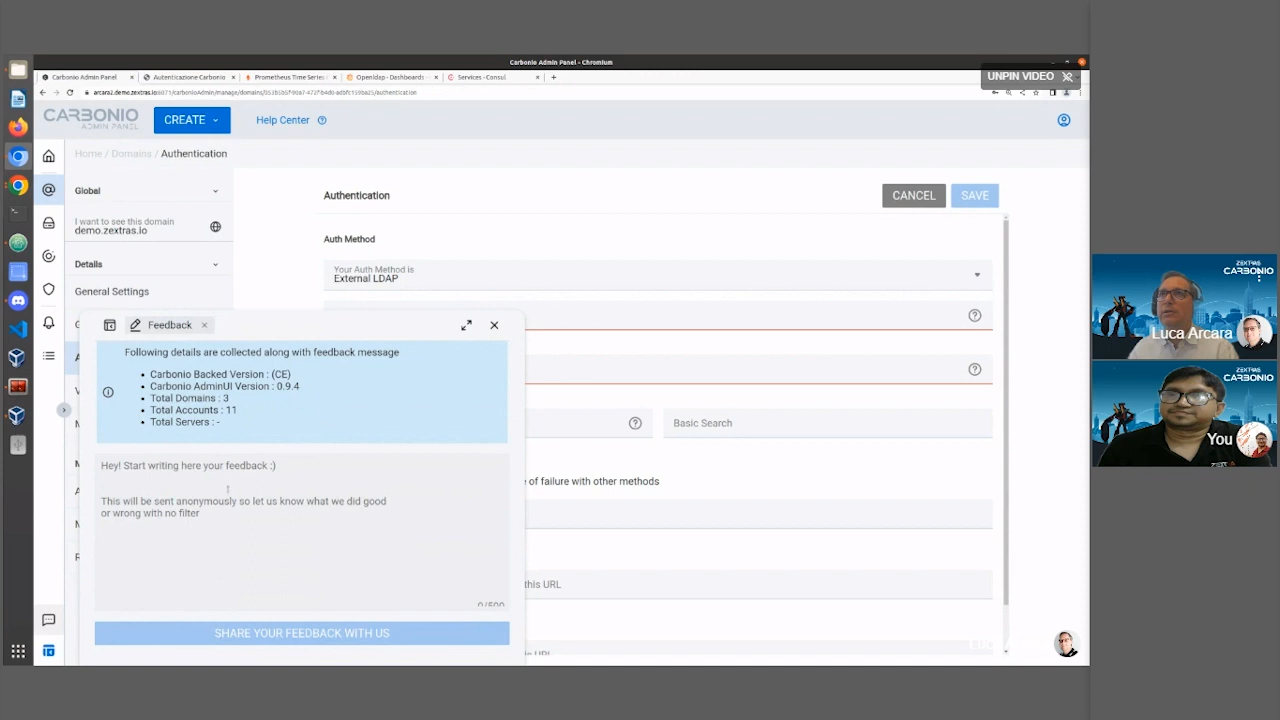 Carbonio Admin Panel - Chromium
Carbonio Admin Panel
Autenticazione Carbonio
Prometheus Time Series
Openldap - Dashboards
Services - Consul
UNPIN VIDEO
CARBONIO
ADMIN PANEL
CREATE
Help Center
Home / Domains / Authentication
Global
I want to see this domain
demo.zextras.io
Details
General Settings
Authentication
CANCEL
SAVE
Auth Method
Your Auth Method is
External LDAP
Feedback
Following details are collected along with feedback message
• Carbonio Backed Version : (CE)
• Carbonio AdminUI Version : 0.9.4
• Total Domains : 3
• Total Accounts : 11
• Total Servers : -
Hey! Start writing here your feedback :)
This will be sent anonymously so let us know what we did good
or wrong with no filter
0/500
SHARE YOUR FEEDBACK WITH US
Basic Search
of failure with other methods
this URL
ZEXTRAS
CARBONIO
Luca Arcara
ZEXTRAS
CARBONIO
You